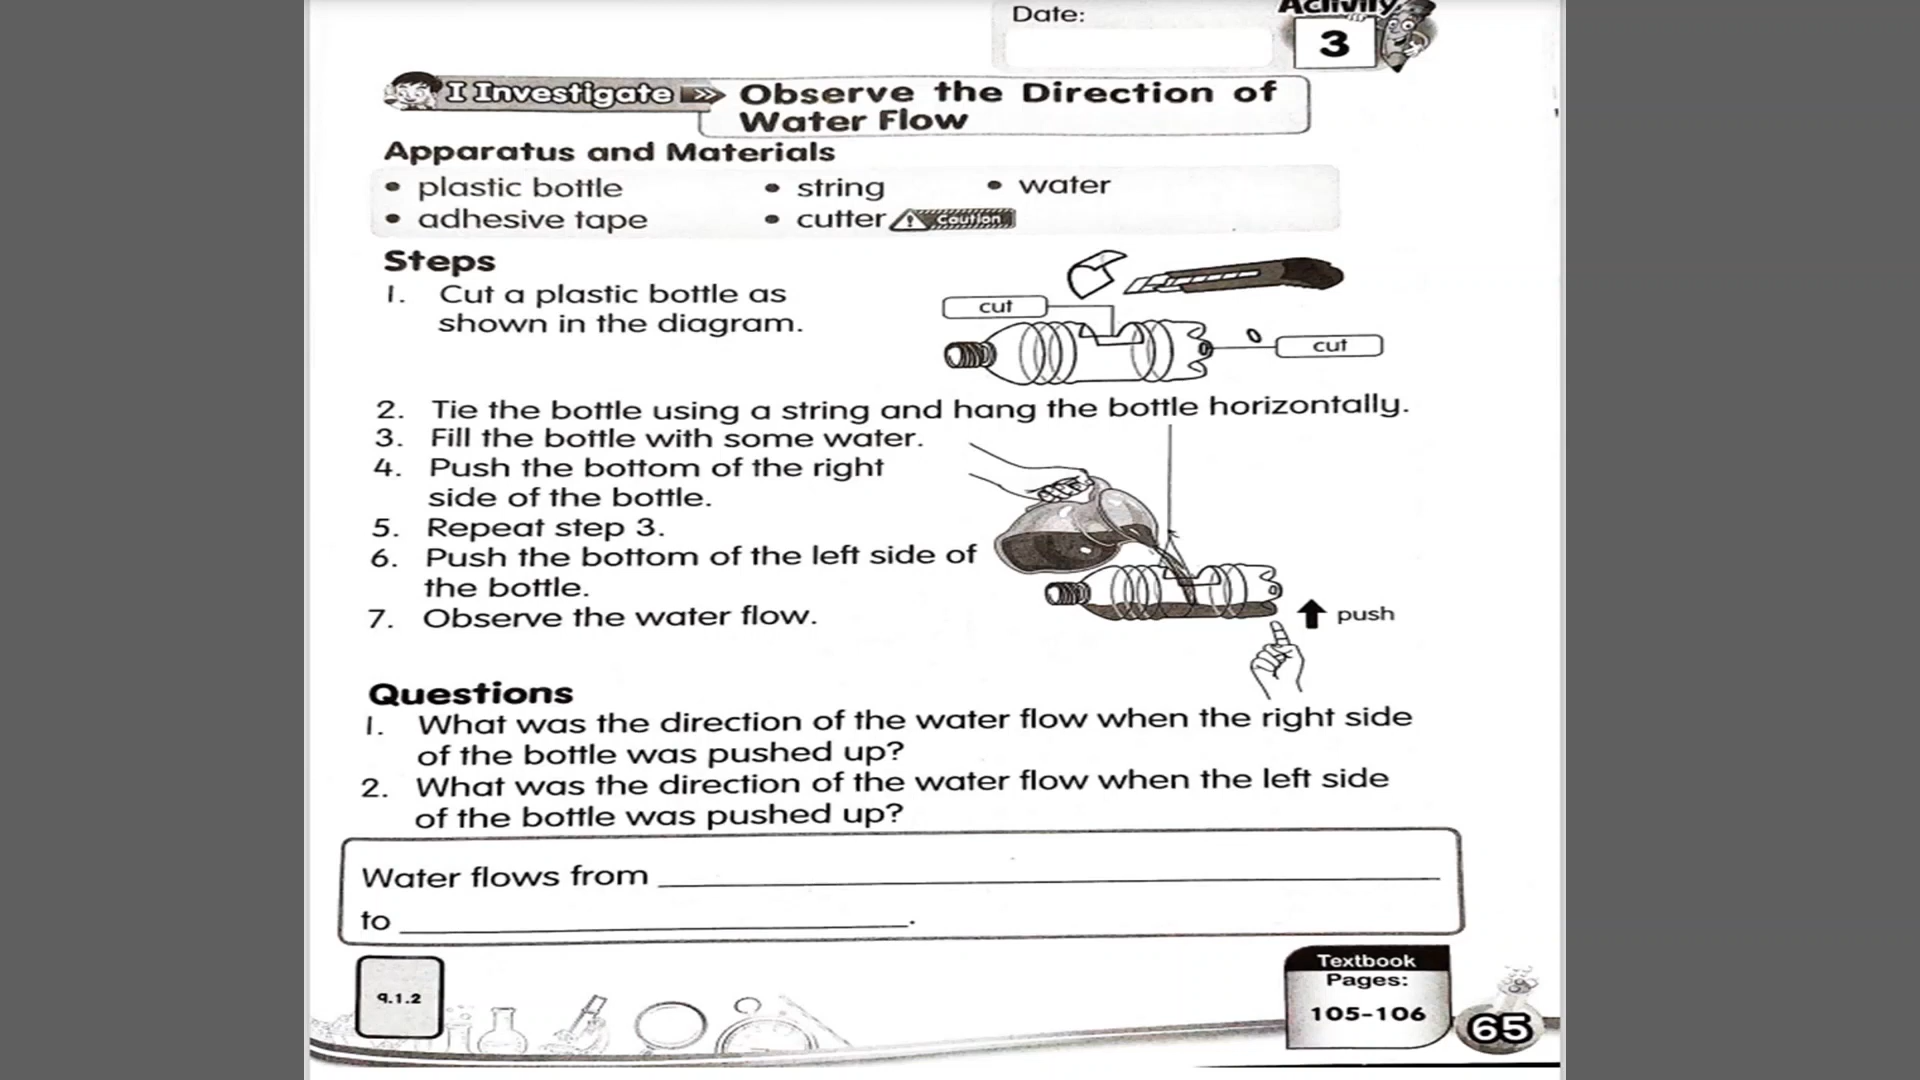 Date:
Activity
3
I Investigate
Observe the Direction of
Water Flow
Apparatus and Materials
• plastic bottle
• string
• water
• adhesive tape
• cutter
Caution
Steps
1. Cut a plastic bottle as
shown in the diagram.
cut
cut
2. Tie the bottle using a string and hang the bottle horizontally.
3. Fill the bottle with some water.
4. Push the bottom of the right
side of the bottle.
5. Repeat step 3.
6. Push the bottom of the left side of
the bottle.
7. Observe the water flow.
push
Questions
1. What was the direction of the water flow when the right side
of the bottle was pushed up?
2. What was the direction of the water flow when the left side
of the bottle was pushed up?
Water flows from
to .
9.1.2
Textbook
Pages:
105-106
65